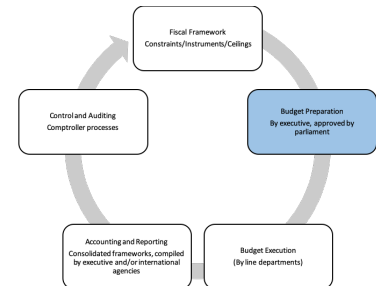 Fiscal Framework
Constraints/Instruments/Ceilings
Budget Preparation
By executive, approved by
parliament
Budget Execution
(By line departments)
Accounting and Reporting
Consolidated frameworks, compiled
by executive and/or international
agencies
Control and Auditing
Comptroller processes